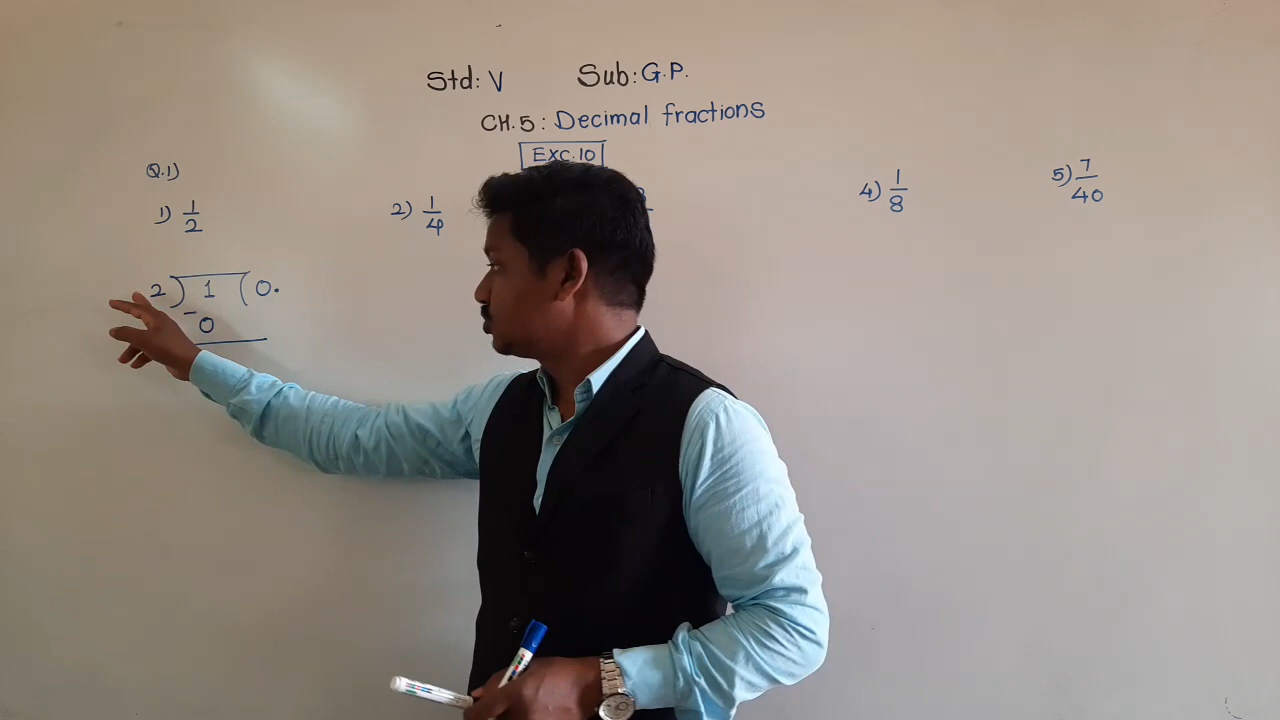 Std: V Sub: G.P.
CH.5: Decimal fractions
Exc.10
Q.1)
1) 1/2
2) 1/4
4) 1/8
5) 7/40
2 ) 1 ( 0.
- 0